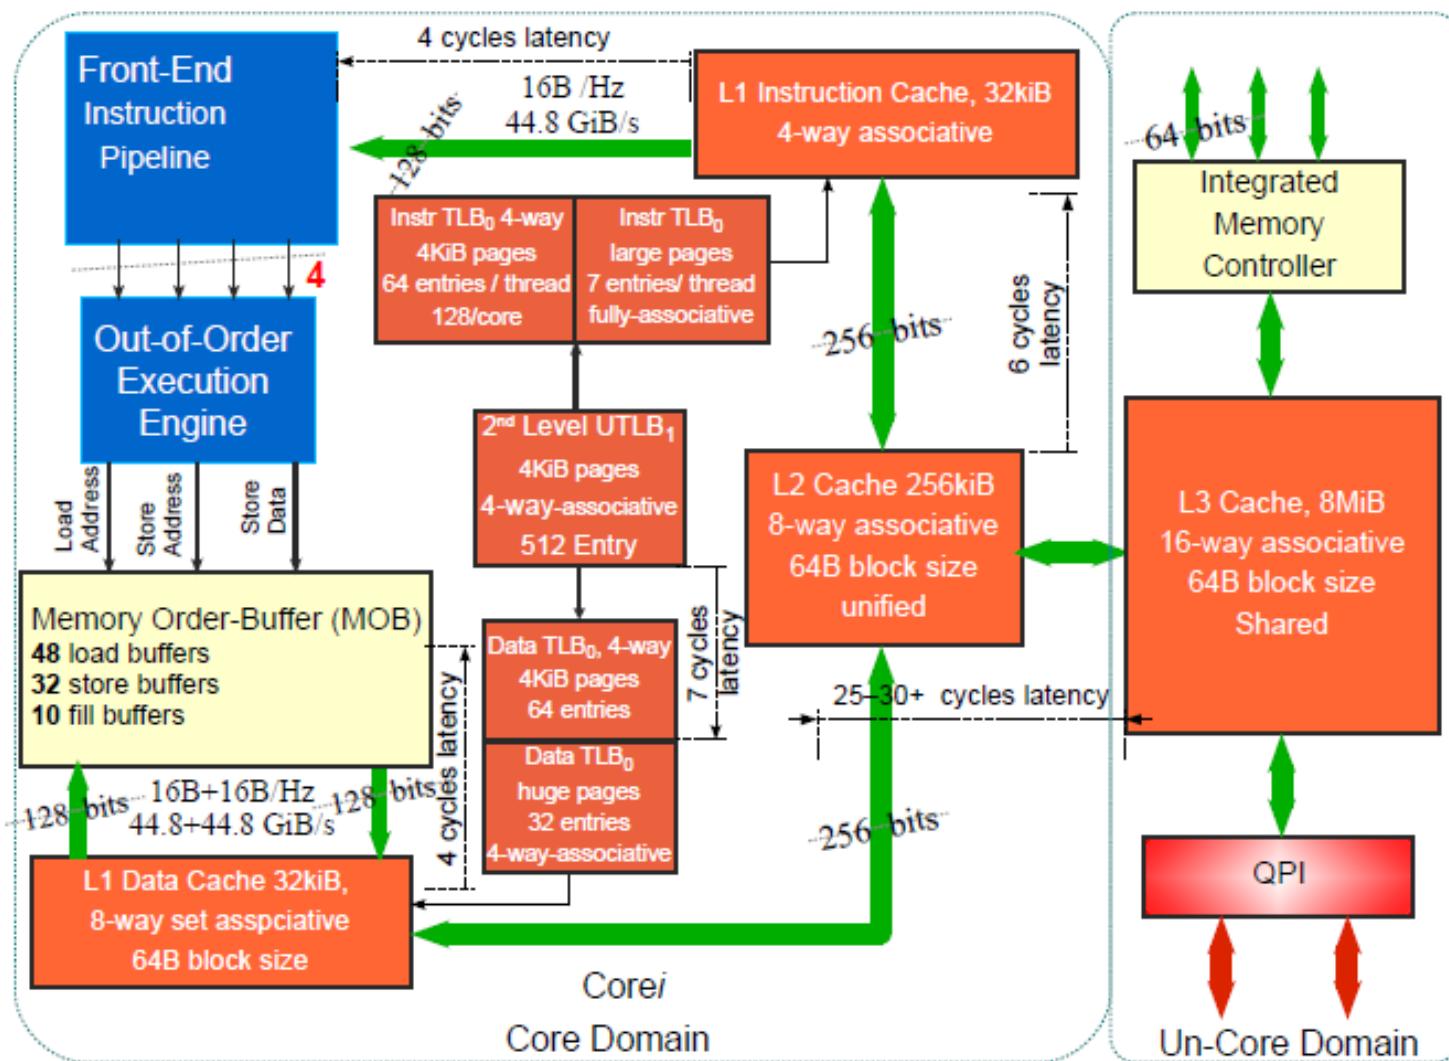 Front-End
Instruction
Pipeline
4 cycles latency
16B /Hz
44.8 GiB/s
128-bits
L1 Instruction Cache, 32kiB
4-way associative
Instr TLB0 4-way
4KiB pages
64 entries / thread
128/core
Instr TLB0
large pages
7 entries/ thread
fully-associative
4
Out-of-Order
Execution
Engine
Load
Address
Store
Address
Store
Data
2nd Level UTLB1
4KiB pages
4-way-associative
512 Entry
256-bits
6 cycles
latency
L2 Cache 256kiB
8-way associative
64B block size
unified
Memory Order-Buffer (MOB)
48 load buffers
32 store buffers
10 fill buffers
Data TLB0, 4-way
4KiB pages
64 entries
7 cycles
latency
Data TLB0
huge pages
32 entries
4-way-associative
4 cycles latency
128-bits
16B+16B/Hz
44.8+44.8 GiB/s
128-bits
L1 Data Cache 32kiB,
8-way set asspciative
64B block size
25–30+ cycles latency
256-bits
Corei
Core Domain
64-bits
Integrated
Memory
Controller
L3 Cache, 8MiB
16-way associative
64B block size
Shared
QPI
Un-Core Domain